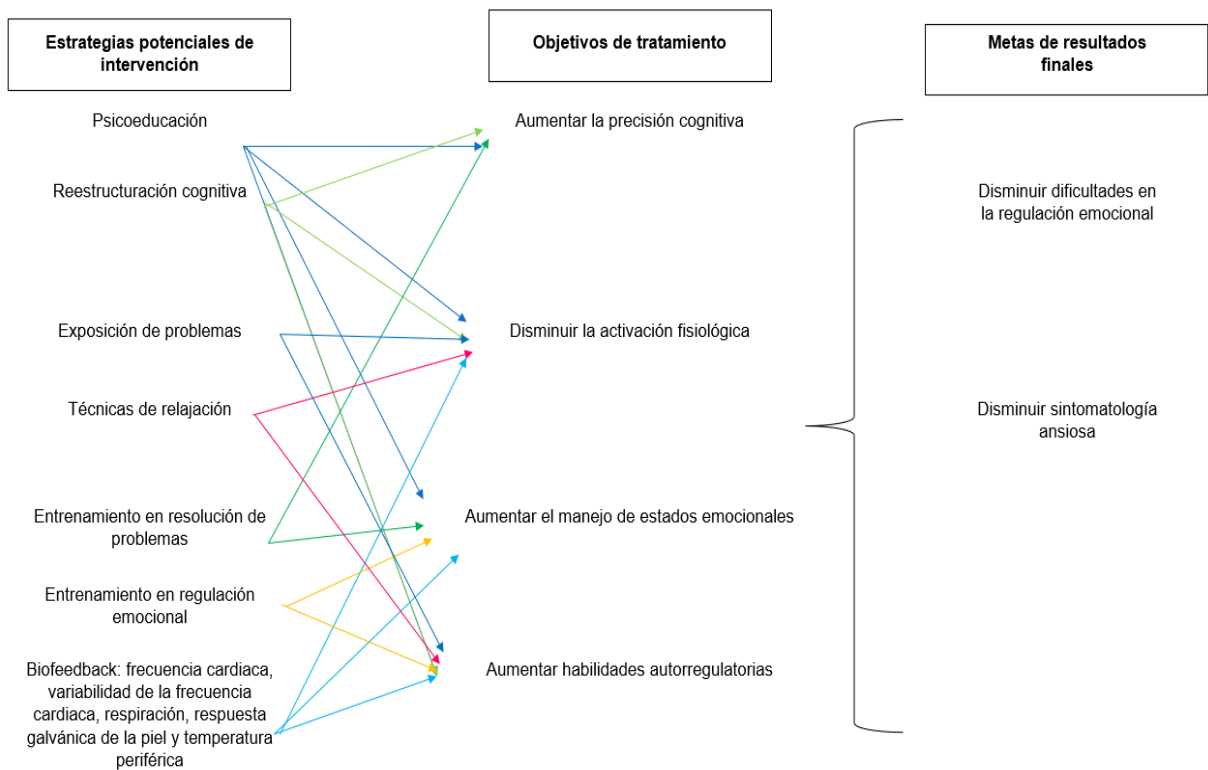 Estrategias potenciales de
intervención
Objetivos de tratamiento
Metas de resultados
finales
Psicoeducación
Aumentar la precisión cognitiva
Reestructuración cognitiva
Disminuir dificultades en
la regulación emocional
Exposición de problemas
Disminuir la activación fisiológica
Técnicas de relajación
Disminuir sintomatología
ansiosa
Entrenamiento en resolución de
problemas
Aumentar el manejo de estados emocionales
Entrenamiento en regulación
emocional
Biofeedback: frecuencia cardiaca,
variabilidad de la frecuencia
cardiaca, respiración, respuesta
galvánica de la piel y temperatura
periférica
Aumentar habilidades autorregulatorias